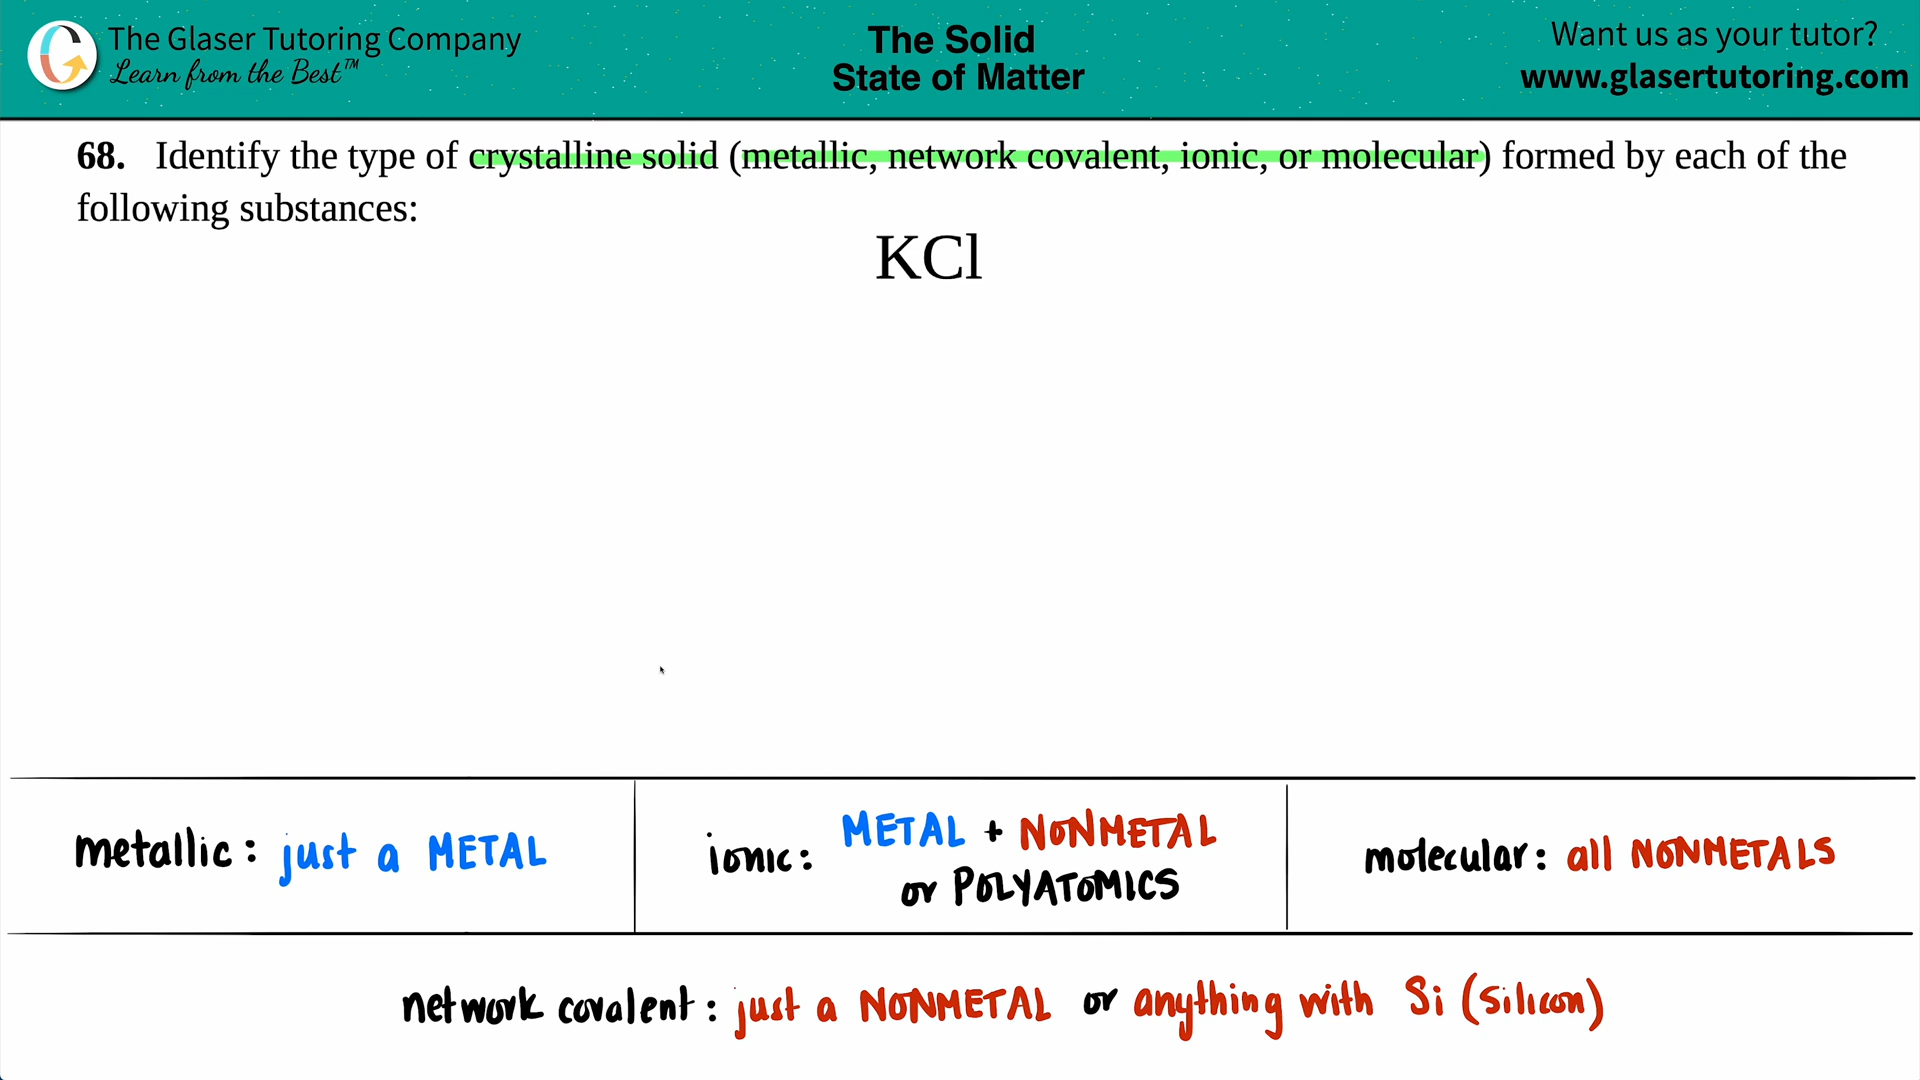 The Glaser Tutoring Company
Learn from the Best™
The Solid
State of Matter
Want us as your tutor?
www.glasertutoring.com
68. Identify the type of crystalline solid (metallic, network covalent, ionic, or molecular) formed by each of the
following substances:
KCl
metallic: just a METAL
ionic: METAL + NONMETAL
or POLYATOMICS
molecular: all NONMETALS
network covalent: just a NONMETAL or anything with Si (silicon)